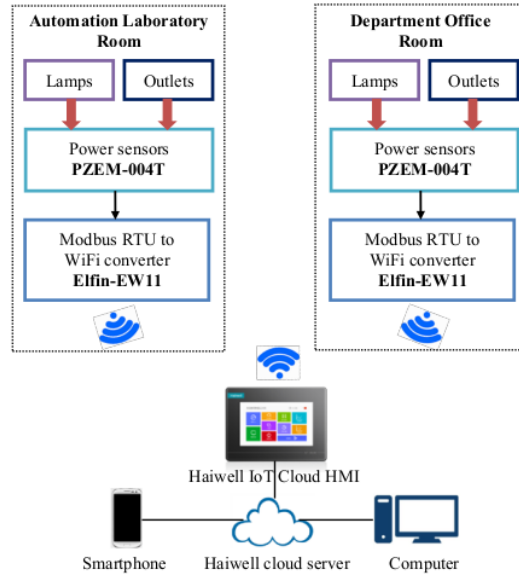 Automation Laboratory
Room
Lamps
Outlets
Power sensors
PZEM-004T
Modbus RTU to
WiFi converter
Elfin-EW11
Department Office
Room
Lamps
Outlets
Power sensors
PZEM-004T
Modbus RTU to
WiFi converter
Elfin-EW11
Haiwell IoT Cloud HMI
Smartphone
Haiwell cloud server
Computer